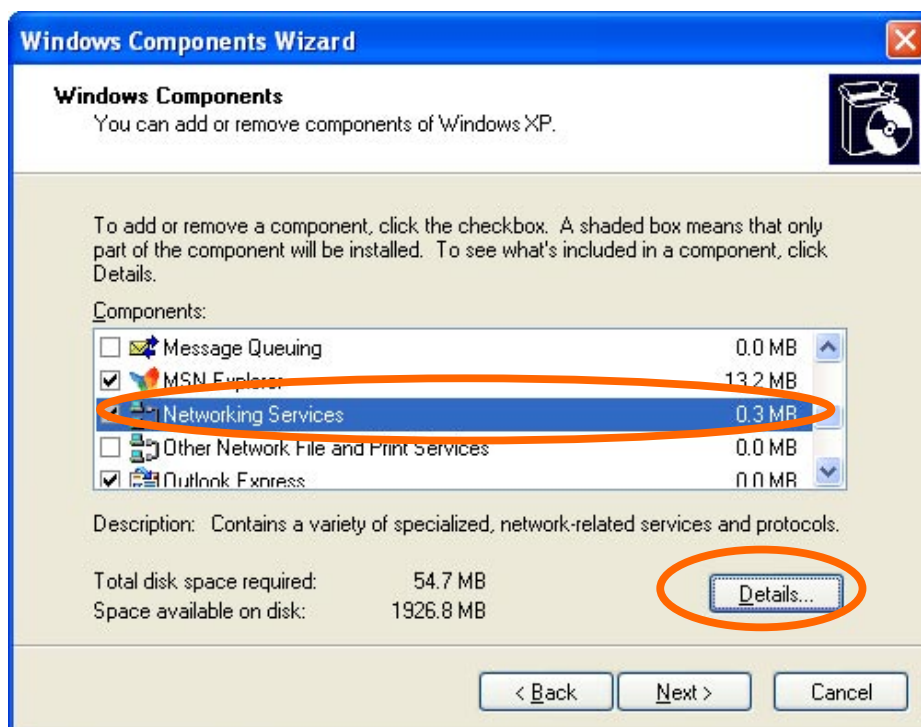 Windows Components Wizard
Windows Components
You can add or remove components of Windows XP.
To add or remove a component, click the checkbox. A shaded box means that only
part of the component will be installed. To see what's included in a component, click
Details.
Components:
Message Queuing 0.0 MB
MSN Explorer 13.2 MB
Networking Services 0.3 MB
Other Network File and Print Services 0.0 MB
Outlook Express 0.0 MB
Description: Contains a variety of specialized, network-related services and protocols.
Total disk space required: 54.7 MB
Space available on disk: 1926.8 MB
Details...
< Back Next > Cancel